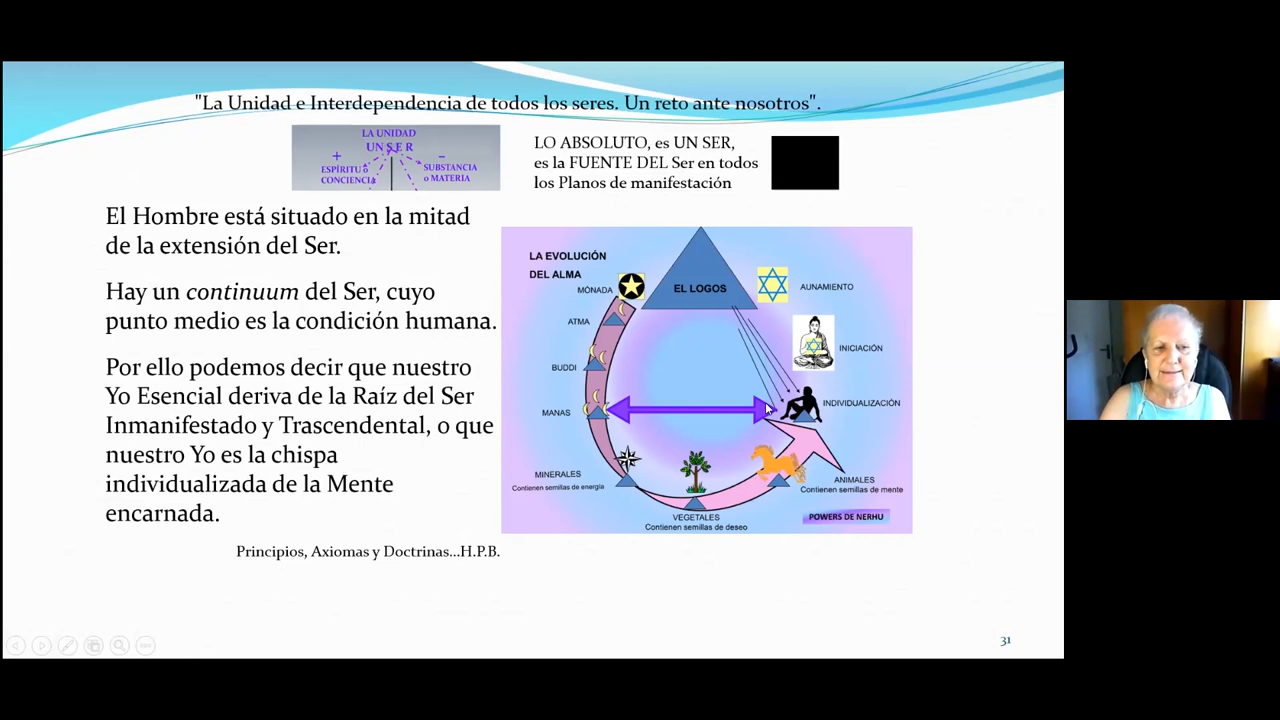 "La Unidad e Interdependencia de todos los seres. Un reto ante nosotros".
LA UNIDAD
UN SER
+
-
ESPÍRITU o
CONCIENCIA
SUBSTANCIA
o MATERIA
LO ABSOLUTO, es UN SER,
es la FUENTE DEL Ser en todos
los Planos de manifestación
El Hombre está situado en la mitad
de la extensión del Ser.
Hay un continuum del Ser, cuyo
punto medio es la condición humana.
Por ello podemos decir que nuestro
Yo Esencial deriva de la Raíz del Ser
Inmanifestado y Trascendental, o que
nuestro Yo es la chispa
individualizada de la Mente
encarnada.
Principios, Axiomas y Doctrinas...H.P.B.
LA EVOLUCIÓN
DEL ALMA
MÓNADA
EL LOGOS
AUNAMIENTO
ATMA
INICIACIÓN
BUDDI
MANAS
INDIVIDUALIZACIÓN
MINERALES
Contienen semillas de energía
VEGETALES
Contienen semillas de deseo
ANIMALES
Contienen semillas de mente
POWERS DE NERHU
31